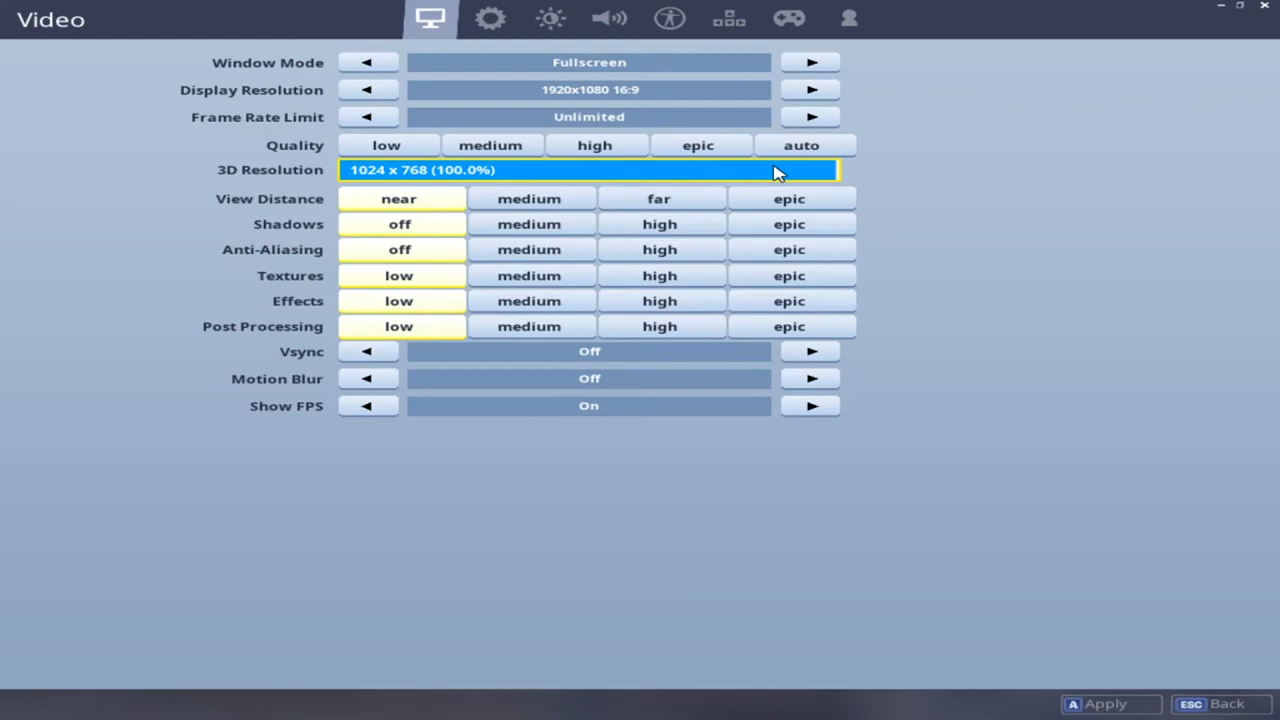 Video
Window Mode Fullscreen
Display Resolution 1920x1080 16:9
Frame Rate Limit Unlimited
Quality low medium high epic auto
3D Resolution 1024 x 768 (100.0%)
View Distance near medium far epic
Shadows off medium high epic
Anti-Aliasing off medium high epic
Textures low medium high epic
Effects low medium high epic
Post Processing low medium high epic
Vsync Off
Motion Blur Off
Show FPS On
A Apply ESC Back